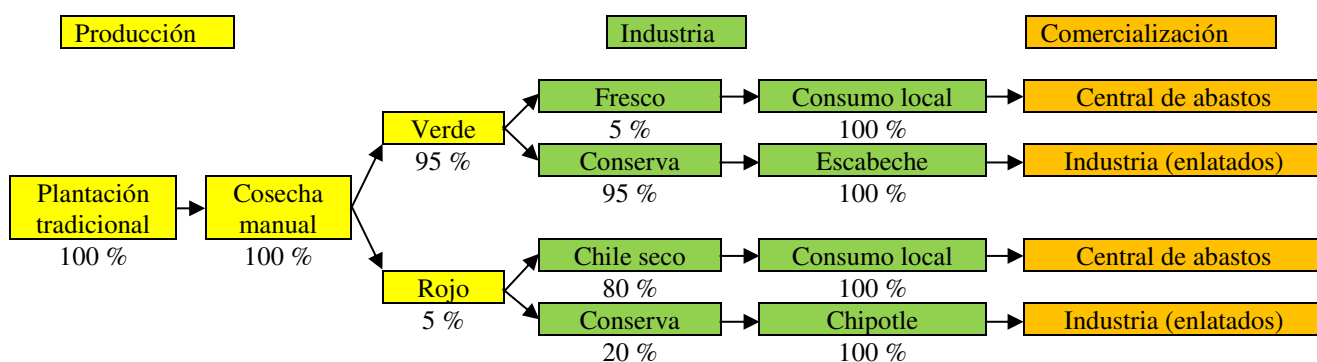 Producción
Industria
Comercialización
Fresco
Consumo local
Central de abastos
5 %
100 %
Verde
95 %
Conserva
Escabeche
Industria (enlatados)
95 %
100 %
Plantación
tradicional
100 %
Cosecha
manual
100 %
Chile seco
Consumo local
Central de abastos
80 %
100 %
Rojo
5 %
Conserva
Chipotle
Industria (enlatados)
20 %
100 %